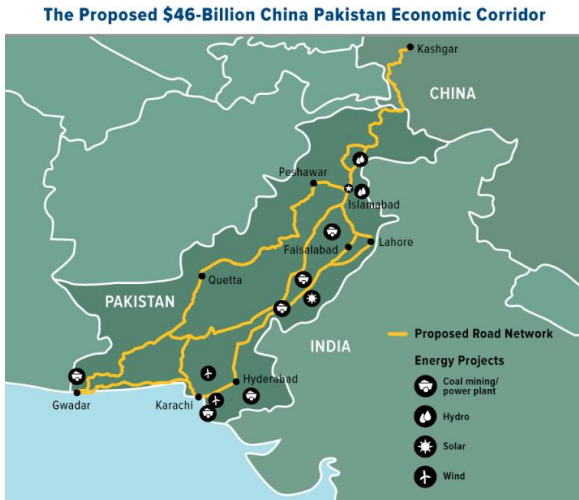 The Proposed $46-Billion China Pakistan Economic Corridor
Kashgar
CHINA
Peshawar
Islamabad
Faisalabad
Lahore
Quetta
PAKISTAN
INDIA
Proposed Road Network
Energy Projects
Coal mining/
power plant
Hydro
Solar
Wind
Hyderabad
Gwadar
Karachi